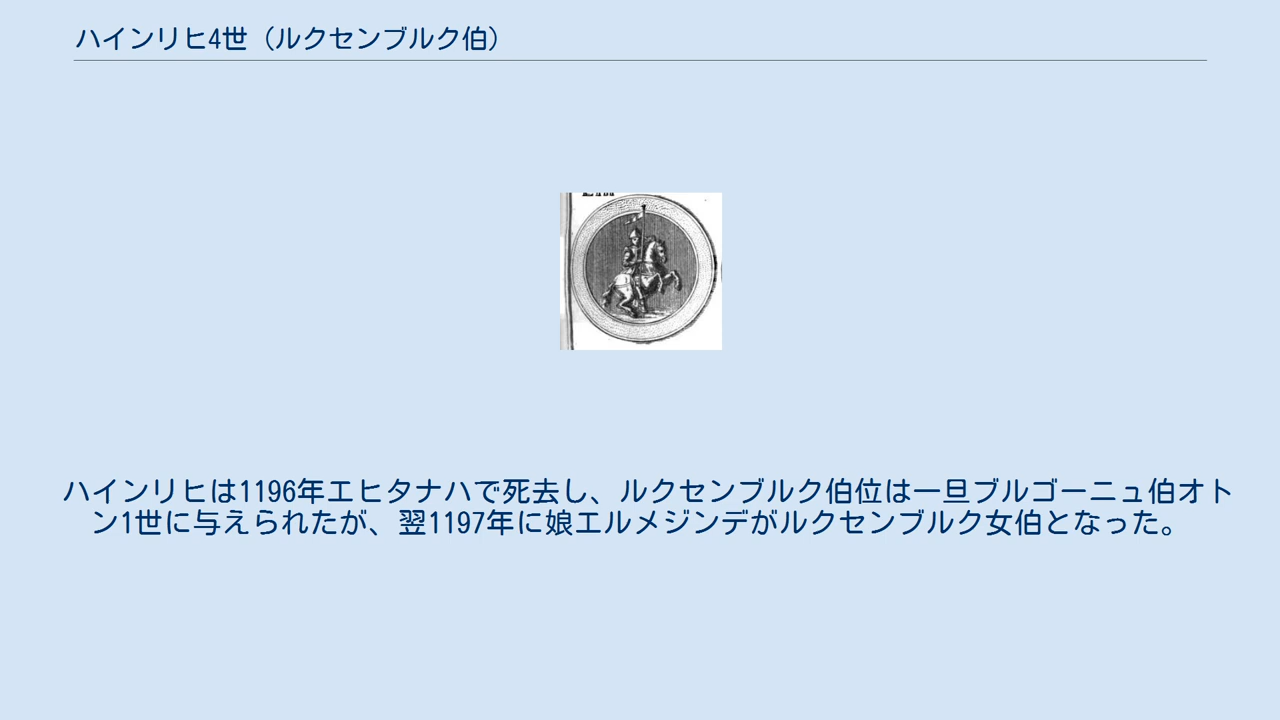 ハインリヒ4世（ルクセンブルク伯）
ハインリヒは1196年エヒタナハで死去し、ルクセンブルク伯位は一旦ブルゴーニュ伯オト
ン1世に与えられたが、翌1197年に娘エルメジンデがルクセンブルク女伯となった。